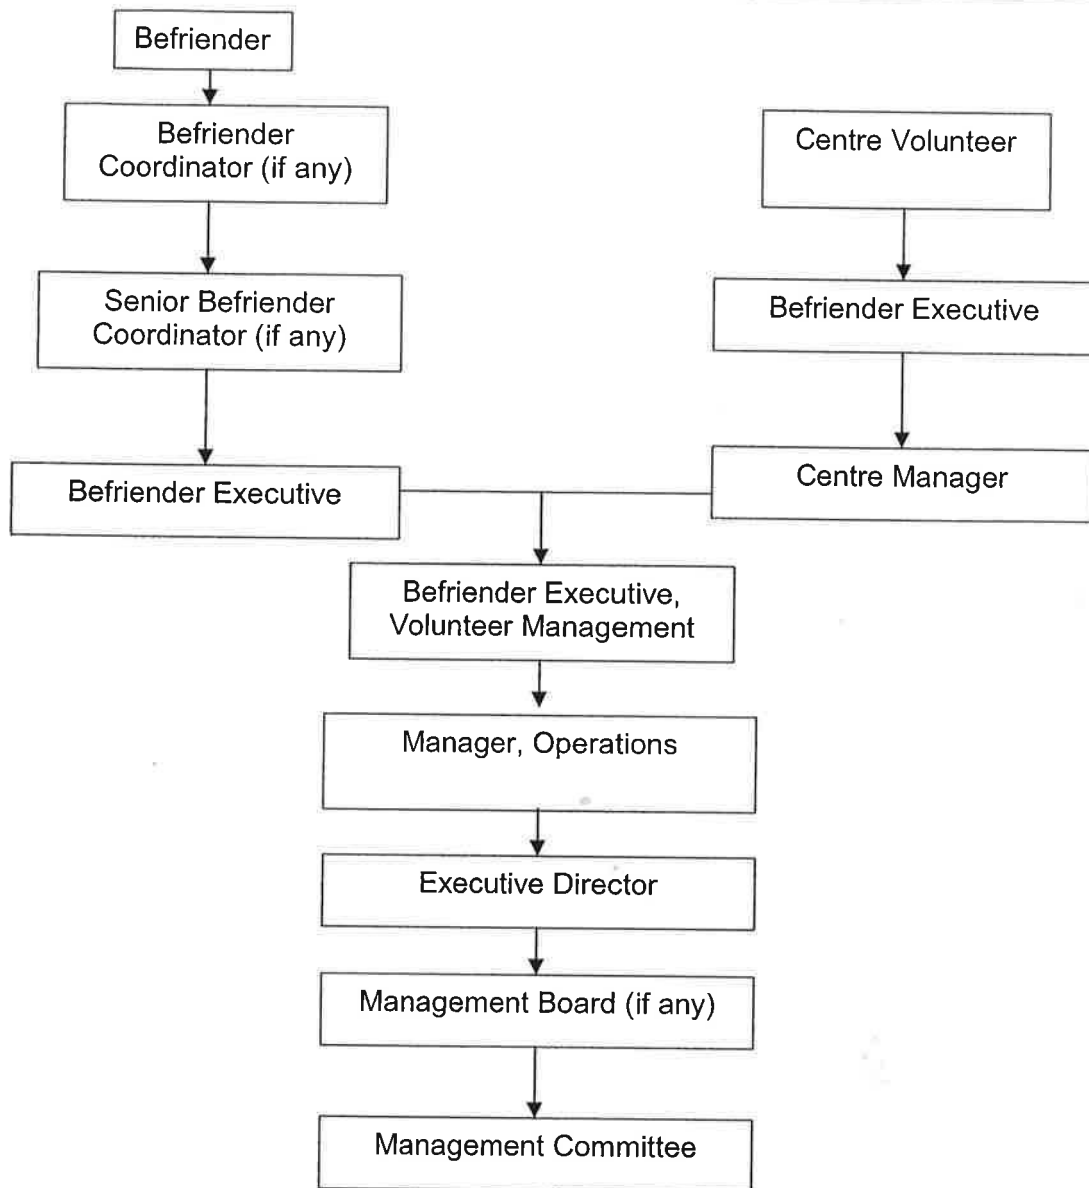 Befriender
Befriender
Coordinator (if any)
Centre Volunteer
Senior Befriender
Coordinator (if any)
Befriender Executive
Befriender Executive
Centre Manager
Befriender Executive,
Volunteer Management
Manager, Operations
Executive Director
Management Board (if any)
Management Committee